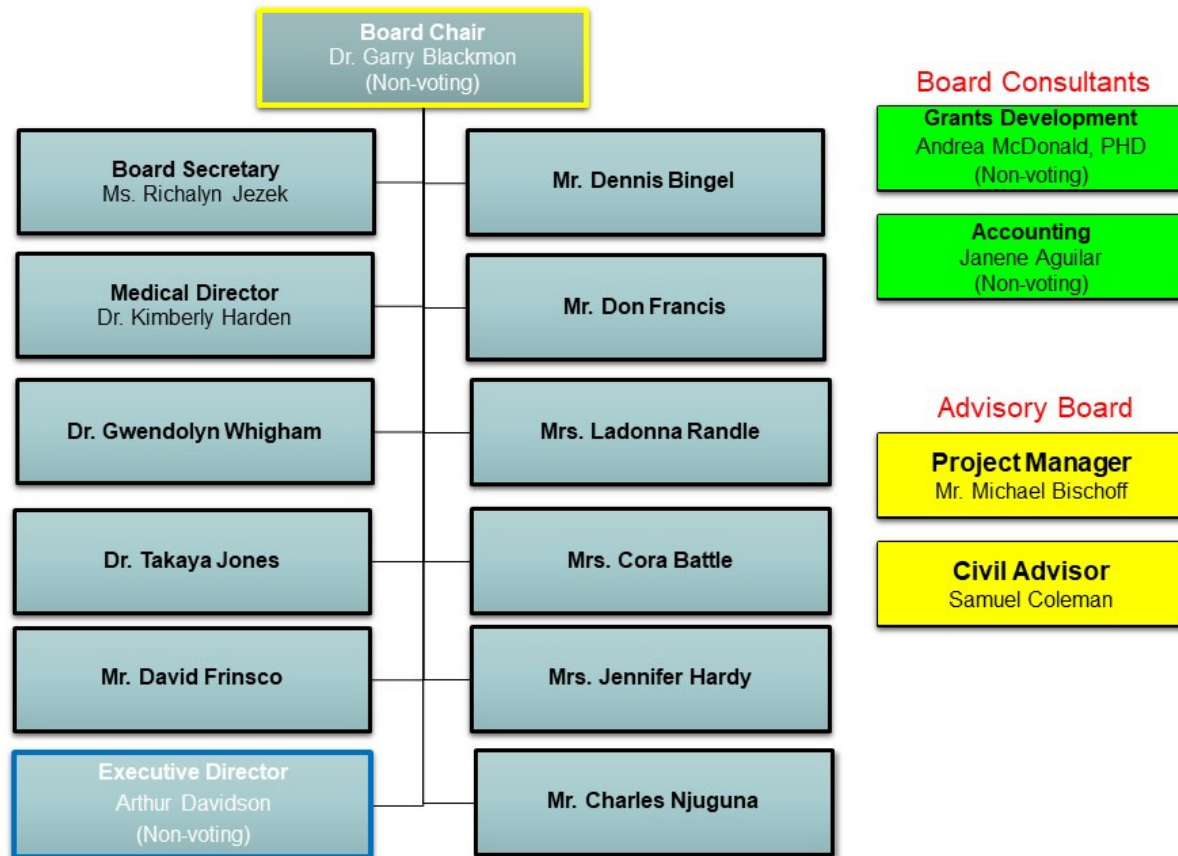 Board Chair
Dr. Garry Blackmon
(Non-voting)
Board Secretary
Ms. Richalyn Jezek
Mr. Dennis Bingel
Medical Director
Dr. Kimberly Harden
Mr. Don Francis
Dr. Gwendolyn Whigham
Mrs. Ladonna Randle
Dr. Takaya Jones
Mrs. Cora Battle
Mr. David Frinsco
Mrs. Jennifer Hardy
Executive Director
Arthur Davidson
(Non-voting)
Mr. Charles Njuguna
Board Consultants
Grants Development
Andrea McDonald, PHD
(Non-voting)
Accounting
Janene Aguilar
(Non-voting)
Advisory Board
Project Manager
Mr. Michael Bischoff
Civil Advisor
Samuel Coleman